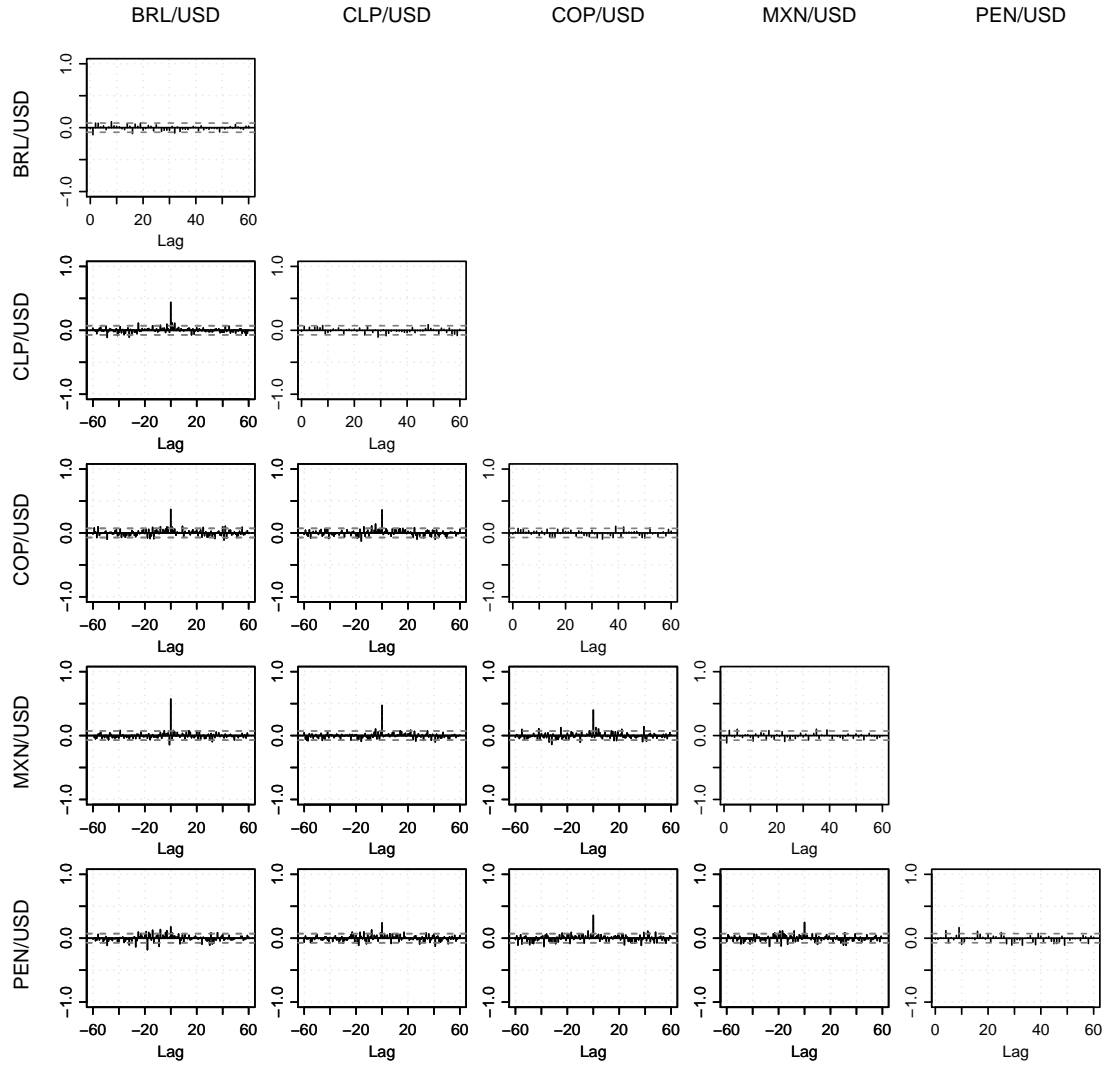 BRL/USD CLP/USD COP/USD MXN/USD PEN/USD
BRL/USD
1.0
0.0
−1.0
0 20 40 60
Lag
CLP/USD
1.0 1.0
0.0 0.0
−1.0 −1.0
−60 −20 20 60 0 20 40 60
Lag Lag
COP/USD
1.0 1.0 1.0
0.0 0.0 0.0
−1.0 −1.0 −1.0
−60 −20 20 60 −60 −20 20 60 0 20 40 60
Lag Lag Lag
MXN/USD
1.0 1.0 1.0 1.0
0.0 0.0 0.0 0.0
−1.0 −1.0 −1.0 −1.0
−60 −20 20 60 −60 −20 20 60 −60 −20 20 60 0 20 40 60
Lag Lag Lag Lag
PEN/USD
1.0 1.0 1.0 1.0 1.0
0.0 0.0 0.0 0.0 0.0
−1.0 −1.0 −1.0 −1.0 −1.0
−60 −20 20 60 −60 −20 20 60 −60 −20 20 60 −60 −20 20 60 0 20 40 60
Lag Lag Lag Lag Lag